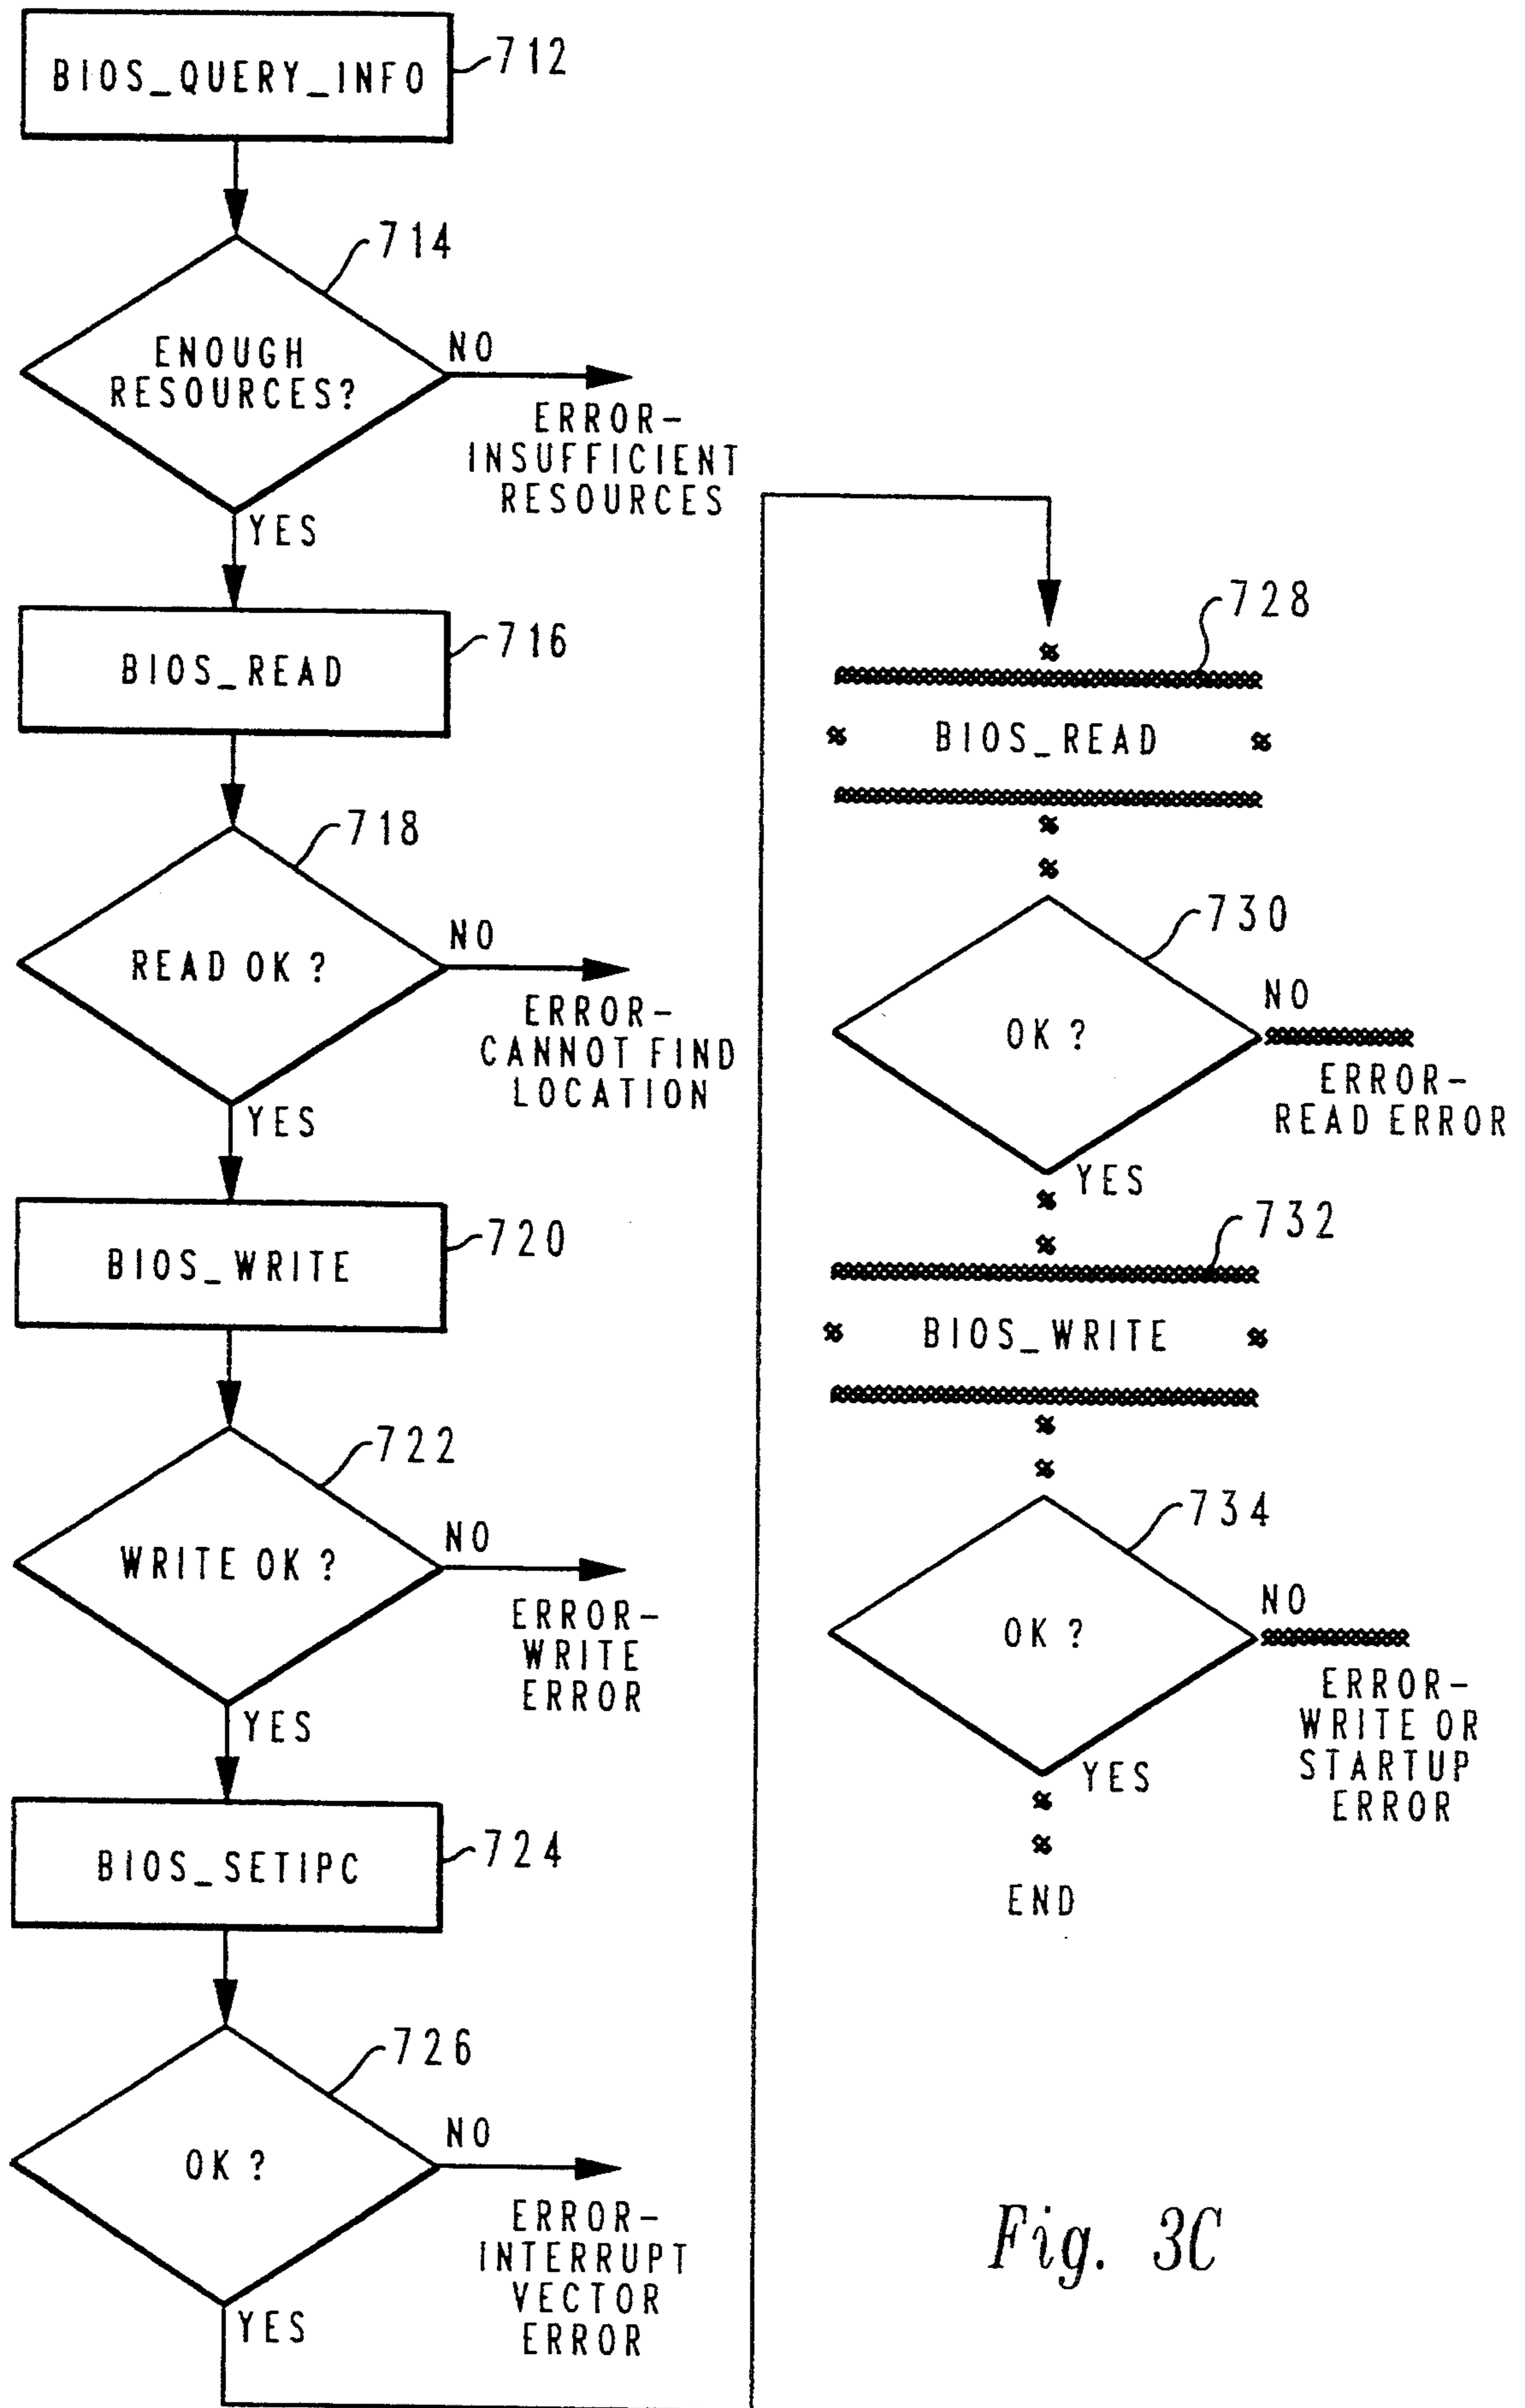 BIOS_QUERY_INFO
712
714
ENOUGH
RESOURCES?
NO
ERROR-
INSUFFICIENT
RESOURCES
YES
BIOS_READ
716
718
READ OK ?
NO
ERROR-
CANNOT FIND
LOCATION
YES
BIOS_WRITE
720
722
WRITE OK ?
NO
ERROR-
WRITE
ERROR
YES
BIOS_SETIPC
724
726
OK ?
NO
ERROR-
INTERRUPT
VECTOR
ERROR
YES
728
BIOS_READ
730
OK ?
NO
ERROR-
READ ERROR
YES
732
BIOS_WRITE
734
OK ?
NO
ERROR-
WRITE OR
STARTUP
ERROR
YES
END
Fig. 3C